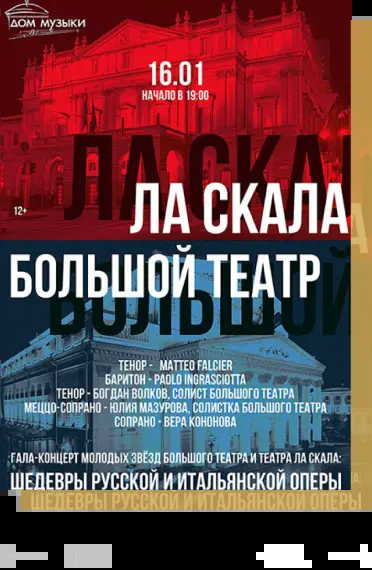 ДОМ МУЗЫКИ
16.01
НАЧАЛО В 19:00
ЛА СКАЛА
12+
ЛА СКАЛА
БОЛЬШОЙ ТЕАТР
БОЛЬШОЙ
ТЕНОР - MATTEO FALCIER
БАРИТОН - PAOLO INGRASCIOTTA
ТЕНОР - БОГДАН ВОЛКОВ, СОЛИСТ БОЛЬШОГО ТЕАТРА
МЕЦЦО-СОПРАНО - ЮЛИЯ МАЗУРОВА, СОЛИСТКА БОЛЬШОГО ТЕАТРА
СОПРАНО - ВЕРА КОНОНОВА
ГАЛА-КОНЦЕРТ МОЛОДЫХ ЗВЁЗД БОЛЬШОГО ТЕАТРА И ТЕАТРА ЛА СКАЛА:
ШЕДЕВРЫ РУССКОЙ И ИТАЛЬЯНСКОЙ ОПЕРЫ
ШЕДЕВРЫ РУССКОЙ И ИТАЛЬЯНСКОЙ ОПЕРЫ